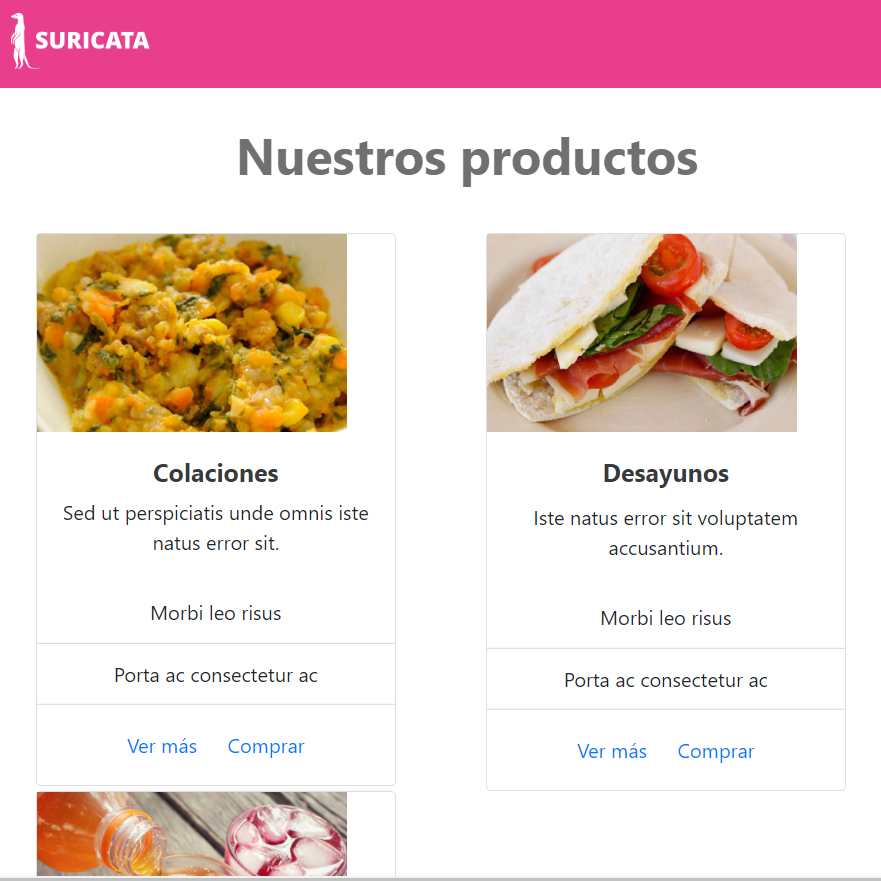 SURICATA
Nuestros productos
Colaciones
Sed ut perspiciatis unde omnis iste
natus error sit.
Morbi leo risus
Porta ac consectetur ac
Ver más Comprar
Desayunos
Iste natus error sit voluptatem
accusantium.
Morbi leo risus
Porta ac consectetur ac
Ver más Comprar